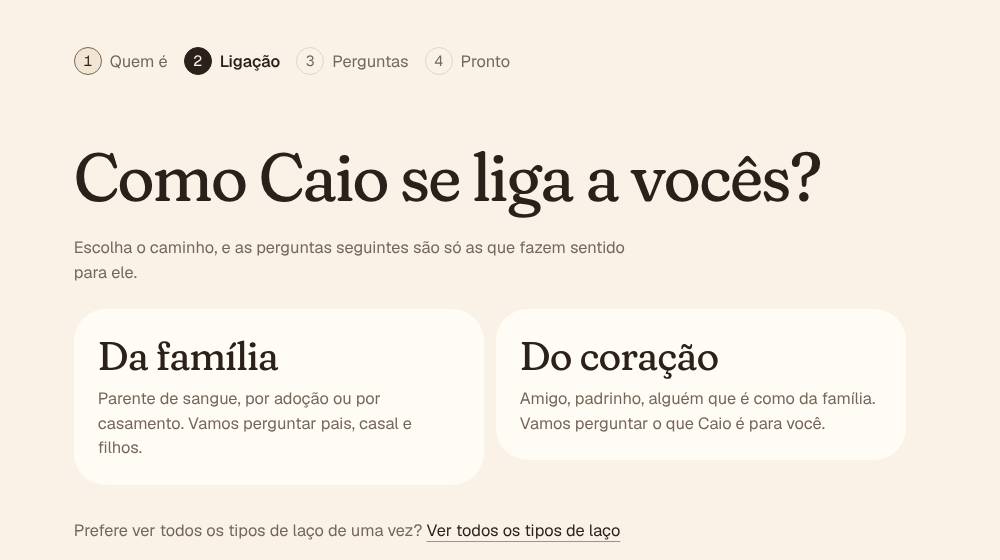 1 Quem é 2 Ligação 3 Perguntas 4 Pronto
Como Caio se liga a vocês?
Escolha o caminho, e as perguntas seguintes são só as que fazem sentido
para ele.
Da família
Parente de sangue, por adoção ou por
casamento. Vamos perguntar pais, casal e
filhos.
Do coração
Amigo, padrinho, alguém que é como da família.
Vamos perguntar o que Caio é para você.
Prefere ver todos os tipos de laço de uma vez? Ver todos os tipos de laço